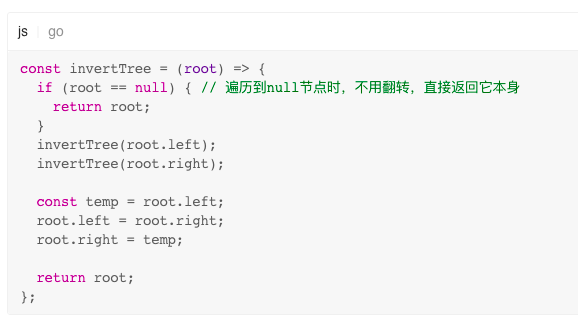 js go
const invertTree = (root) => {
  if (root == null) { // 遍历到null节点时，不用翻转，直接返回它本身
    return root;
  }
  invertTree(root.left);
  invertTree(root.right);

  const temp = root.left;
  root.left = root.right;
  root.right = temp;

  return root;
};